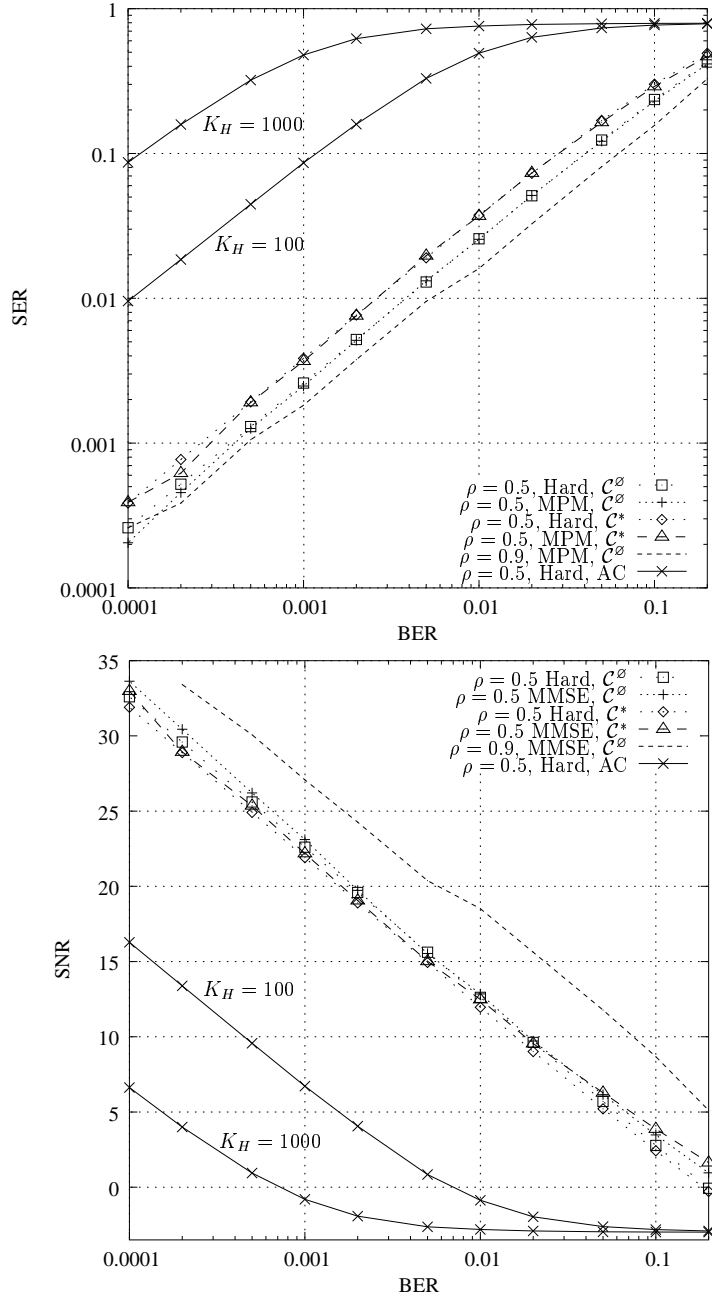 1
0.1
0.01
0.001
0.0001
SER
K_H = 1000
K_H = 100
ρ = 0.5, Hard, C^∅
ρ = 0.5, MPM, C^∅
ρ = 0.5, Hard, C*
ρ = 0.5, MPM, C*
ρ = 0.9, MPM, C^∅
ρ = 0.5, Hard, AC
0.0001 0.001 0.01 0.1
BER
35
30
25
20
15
10
5
0
SNR
ρ = 0.5 Hard, C^∅
ρ = 0.5 MMSE, C^∅
ρ = 0.5 Hard, C*
ρ = 0.5 MMSE, C*
ρ = 0.9, MMSE, C^∅
ρ = 0.5, Hard, AC
K_H = 100
K_H = 1000
0.0001 0.001 0.01 0.1
BER